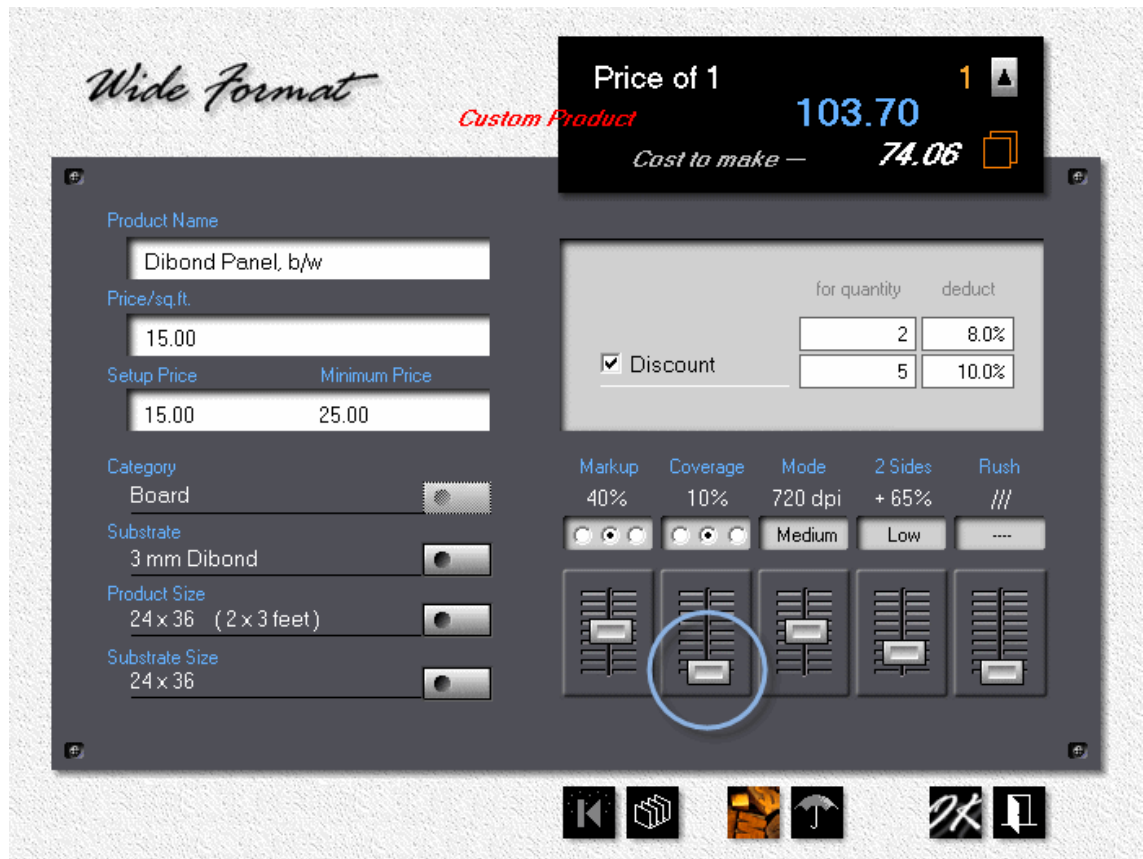 Wide Format
Custom Product
Price of 1
1
103.70
Cost to make — 74.06
Product Name
Dibond Panel, b/w
Price/sq.ft.
15.00
Setup Price Minimum Price
15.00 25.00
Category
Board
Substrate
3 mm Dibond
Product Size
24 x 36 ( 2 x 3 feet )
Substrate Size
24 x 36
for quantity deduct
2 8.0%
Discount
5 10.0%
Markup Coverage Mode 2 Sides Rush
40% 10% 720 dpi + 65% ///
Medium Low ----
OK